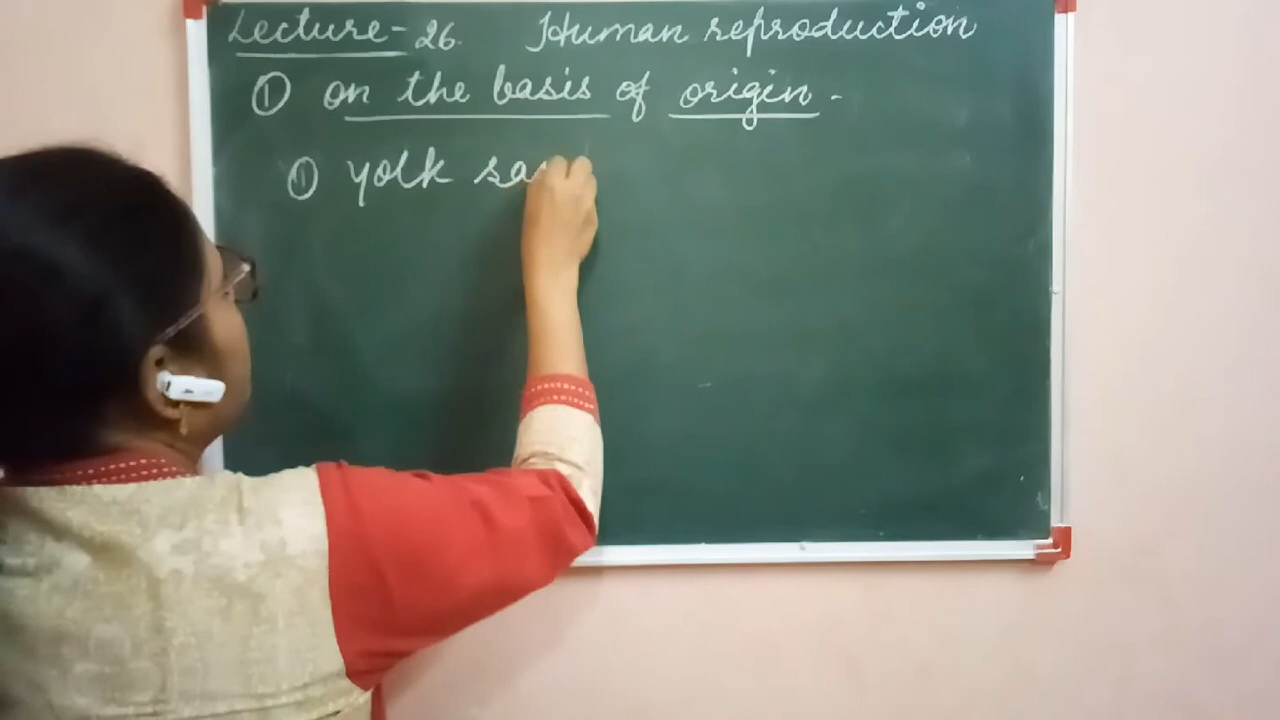 Lecture-26 Human reproduction
① on the basis of origin -
① yolk sa